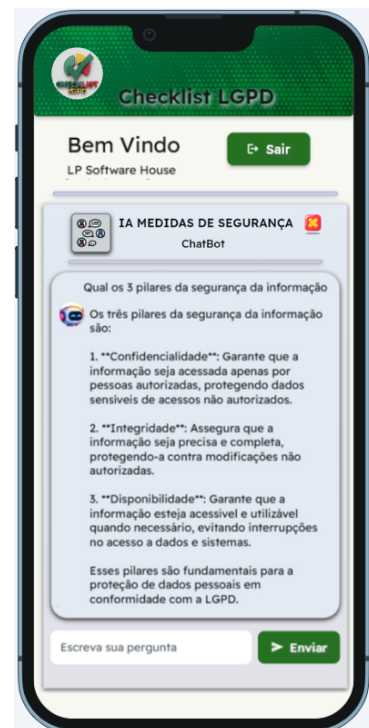 CHECKLIST
LGPD
Checklist LGPD
Bem Vindo
Sair
LP Software House
IA MEDIDAS DE SEGURANÇA
ChatBot
Qual os 3 pilares da segurança da informação
Os três pilares da segurança da informação
são:
1. **Confidencialidade**: Garante que a
informação seja acessada apenas por
pessoas autorizadas, protegendo dados
sensíveis de acessos não autorizados.
2. **Integridade**: Assegura que a
informação seja precisa e completa,
protegendo-a contra modificações não
autorizadas.
3. **Disponibilidade**: Garante que a
informação esteja acessível e utilizável
quando necessário, evitando interrupções
no acesso a dados e sistemas.
Esses pilares são fundamentais para a
proteção de dados pessoais em
conformidade com a LGPD.
Escreva sua pergunta
Enviar